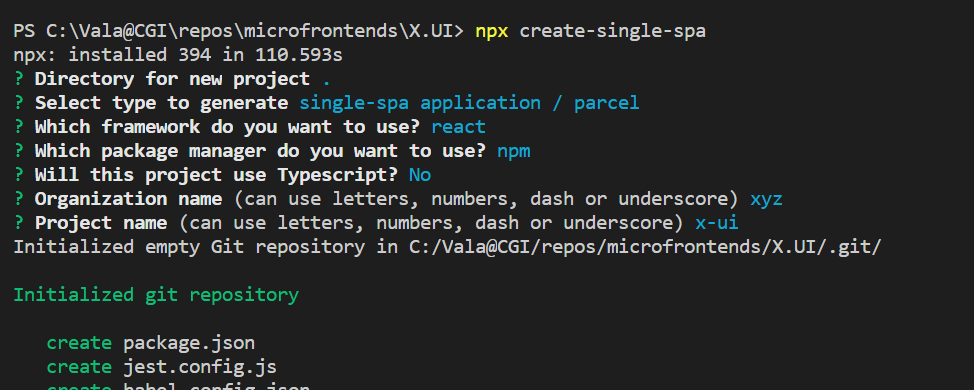 PS C:\Vala@CGI\repos\microfrontends\X.UI> npx create-single-spa
npx: installed 394 in 110.593s
? Directory for new project .
? Select type to generate single-spa application / parcel
? Which framework do you want to use? react
? Which package manager do you want to use? npm
? Will this project use Typescript? No
? Organization name (can use letters, numbers, dash or underscore) xyz
? Project name (can use letters, numbers, dash or underscore) x-ui
Initialized empty Git repository in C:/Vala@CGI/repos/microfrontends/X.UI/.git/
Initialized git repository
create package.json
create jest.config.js
create babel.config.json